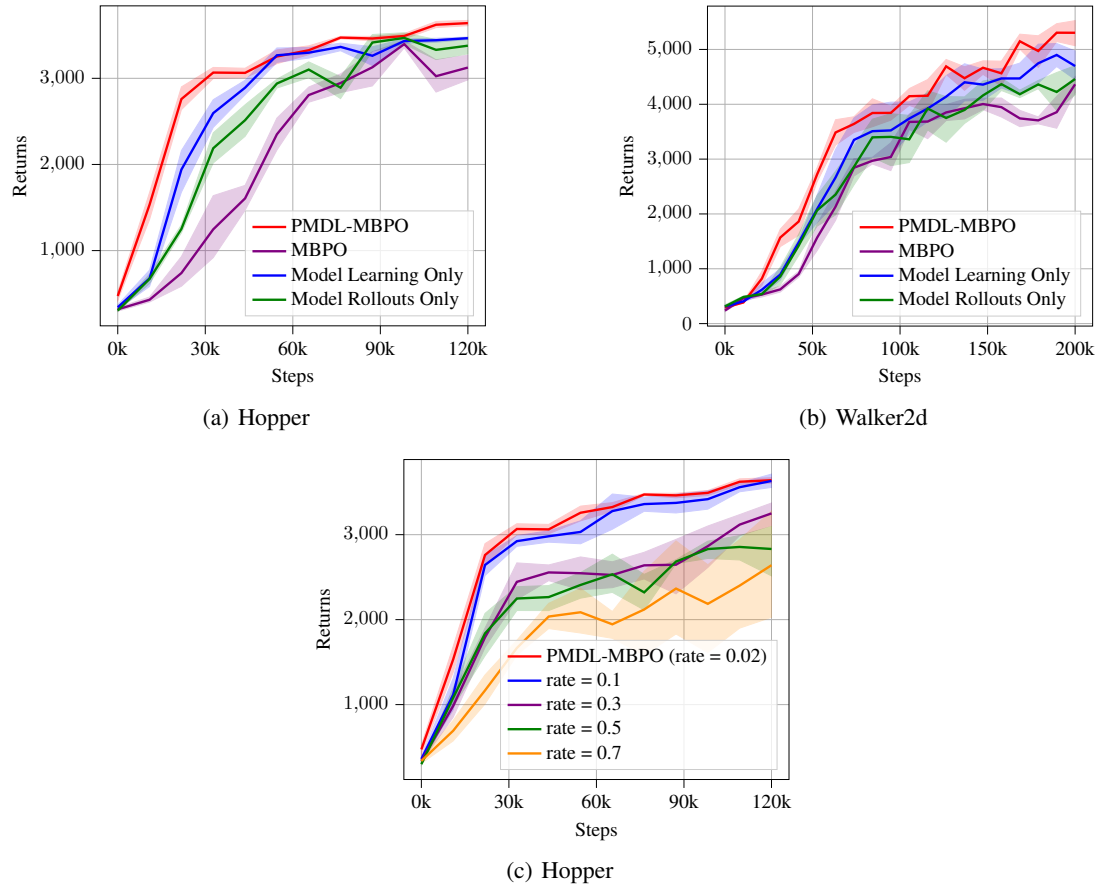 3,000
2,000
1,000
Returns
PMDL-MBPO
MBPO
Model Learning Only
Model Rollouts Only
0k 30k 60k 90k 120k
Steps
(a) Hopper
5,000
4,000
3,000
2,000
1,000
0
Returns
PMDL-MBPO
MBPO
Model Learning Only
Model Rollouts Only
0k 50k 100k 150k 200k
Steps
(b) Walker2d
3,000
2,000
1,000
Returns
PMDL-MBPO (rate = 0.02)
rate = 0.1
rate = 0.3
rate = 0.5
rate = 0.7
0k 30k 60k 90k 120k
Steps
(c) Hopper